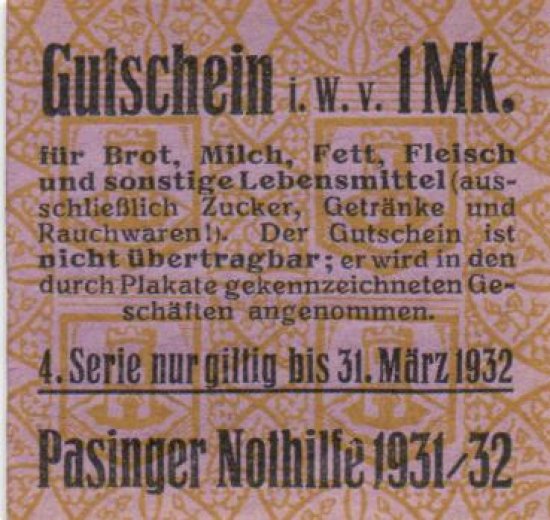 Gutschein i. W. v. 1 Mk.
für Brot, Milch, Fett, Fleisch
und sonstige Lebensmittel (aus-
schließlich Zucker, Getränke und
Rauchwaren!). Der Gutschein ist
nicht übertragbar; er wird in den
durch Plakate gekennzeichneten Ge-
schäften angenommen.
4. Serie nur giltig bis 31. März 1932
Pasinger Nothilfe 1931/32